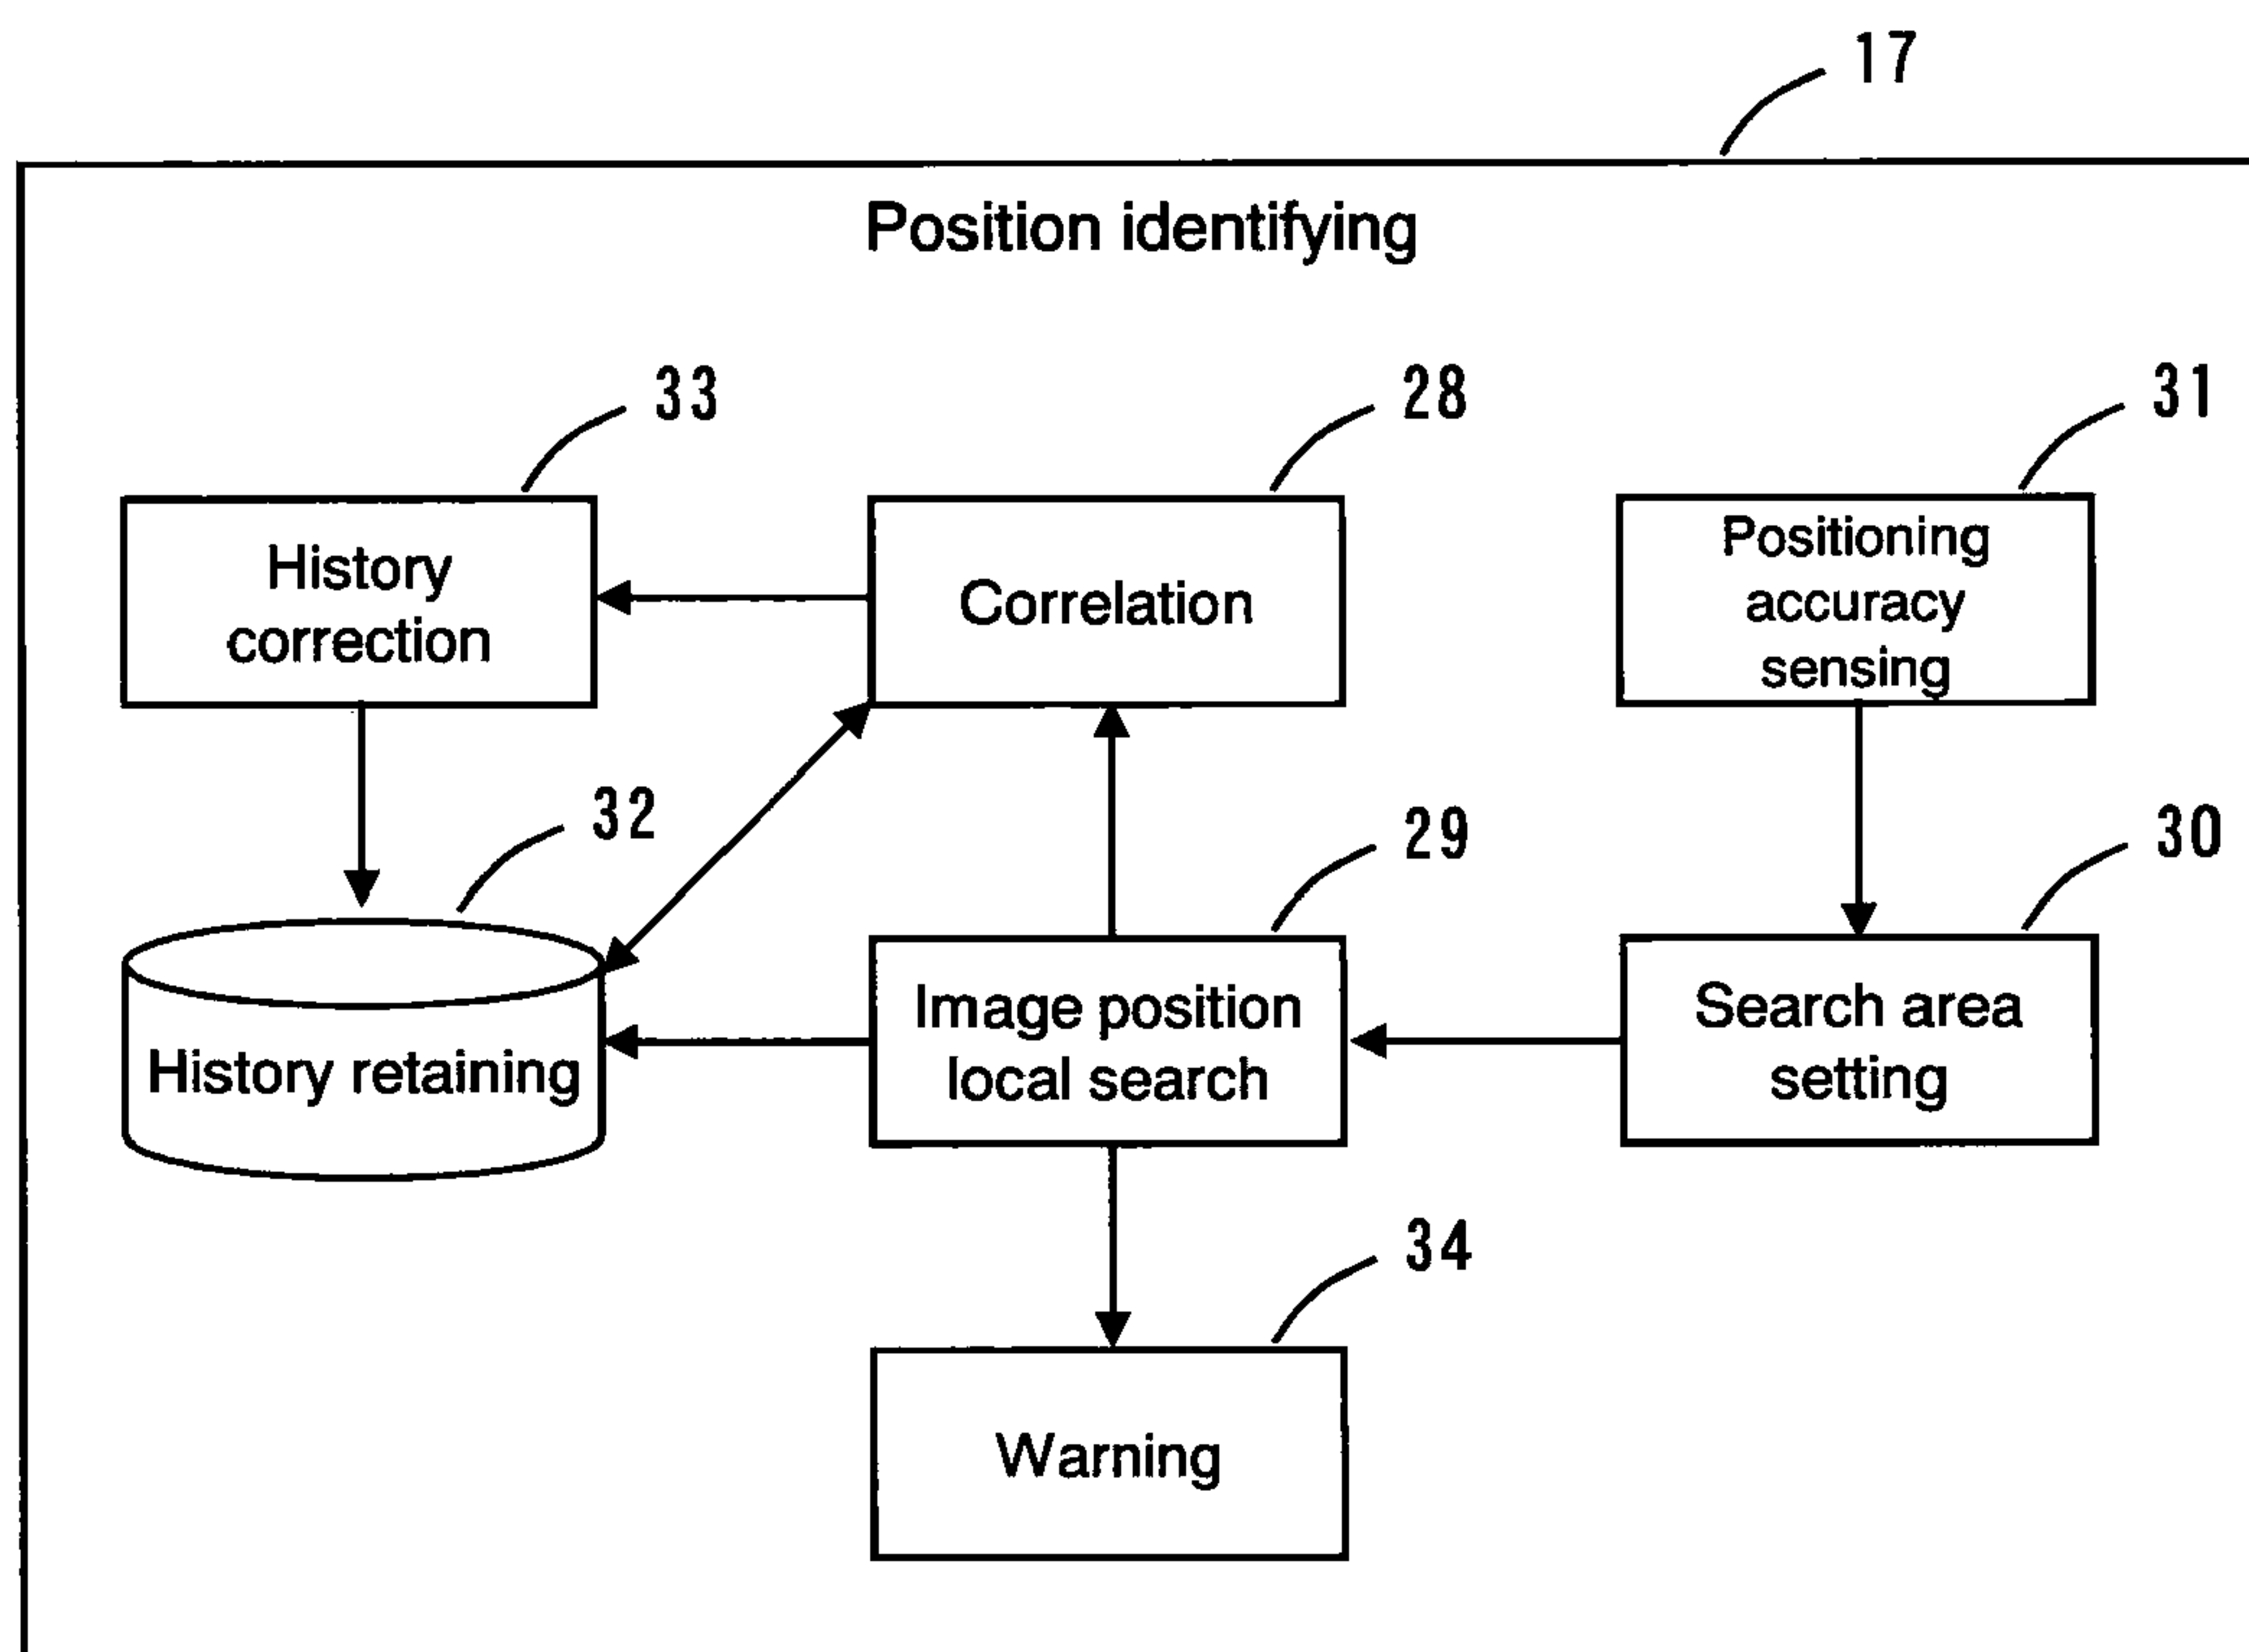 17
Position identifying
33
28
31
History
correction
Correlation
Positioning
accuracy
sensing
32
29
30
History retaining
Image position
local search
Search area
setting
34
Warning